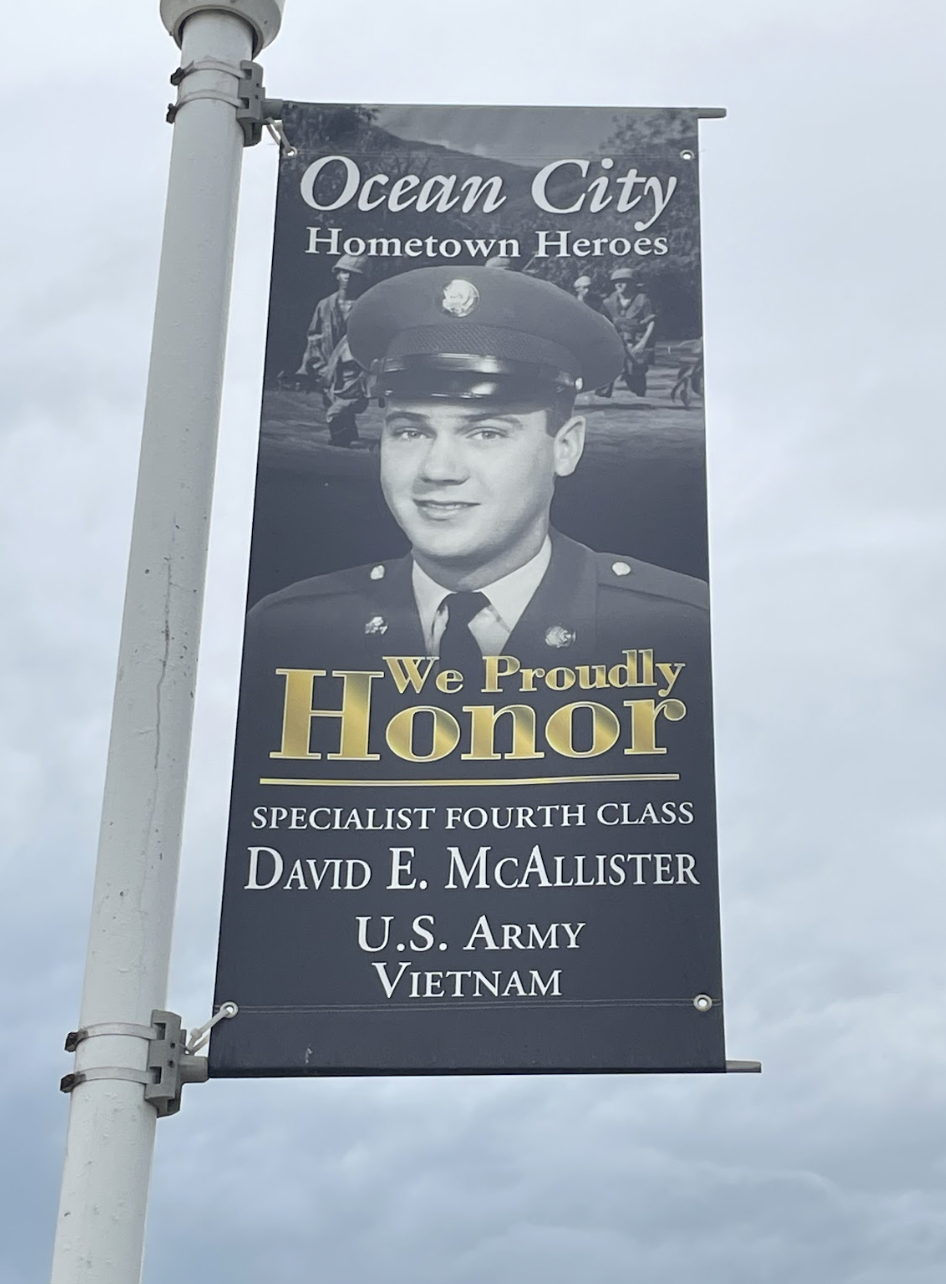 Ocean City
Hometown Heroes
We Proudly
Honor
SPECIALIST FOURTH CLASS
DAVID E. MCALLISTER
U.S. ARMY
VIETNAM